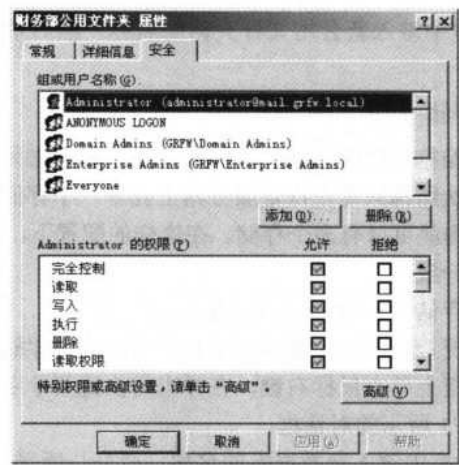 财务部公用文件夹 属性
常规 详细信息 安全
组或用户名称(G):
Administrator (administrator@mail.grfw.local)
ANONYMOUS LOGON
Domain Admins (GRFW\Domain Admins)
Enterprise Admins (GRFW\Enterprise Admins)
Everyone
添加(D)... 删除(R)
Administrator 的权限(P) 允许 拒绝
完全控制
读取
写入
执行
删除
读取权限
特别权限或高级设置，请单击“高级”。 高级(V)
确定 取消 应用(A) 帮助